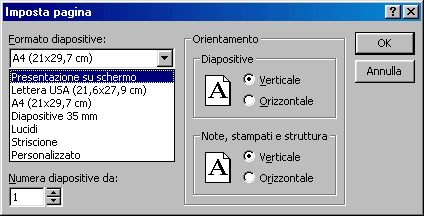 Imposta pagina
Formato diapositive:
A4 (21x29,7 cm)
Presentazione su schermo
Lettera USA (21,6x27,9 cm)
A4 (21x29,7 cm)
Diapositive 35 mm
Lucidi
Striscione
Personalizzato
Numera diapositive da:
1
Orientamento
Diapositive
A
Verticale
Orizzontale
Note, stampati e struttura
A
Verticale
Orizzontale
OK
Annulla